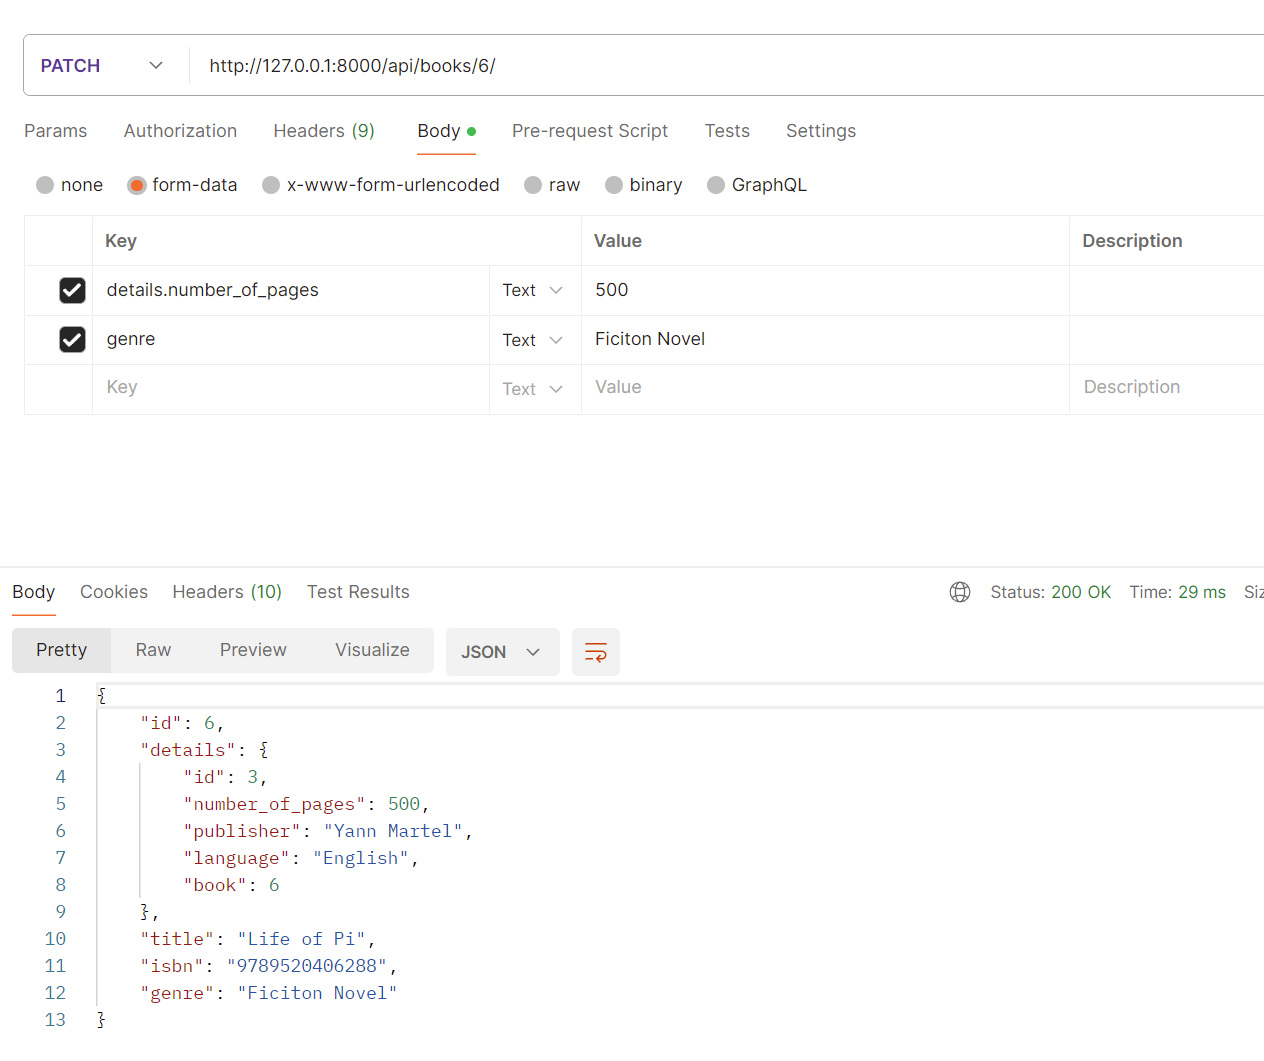 PATCH http://127.0.0.1:8000/api/books/6/
Params Authorization Headers (9) Body Pre-request Script Tests Settings
none form-data x-www-form-urlencoded raw binary GraphQL
Key Value Description
details.number_of_pages Text 500
genre Text Ficiton Novel
Key Text Value Description
Body Cookies Headers (10) Test Results Status: 200 OK Time: 29 ms Siz
Pretty Raw Preview Visualize JSON
1 {
2 "id": 6,
3 "details": {
4 "id": 3,
5 "number_of_pages": 500,
6 "publisher": "Yann Martel",
7 "language": "English",
8 "book": 6
9 },
10 "title": "Life of Pi",
11 "isbn": "9789520406288",
12 "genre": "Ficiton Novel"
13 }